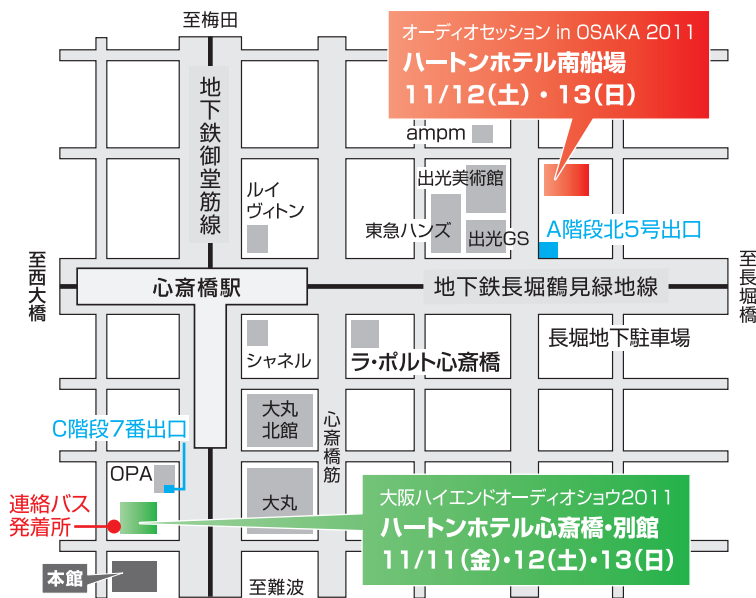 至梅田
オーディオセッション in OSAKA 2011
ハートンホテル南船場
11/12(土)・13(日)
地下鉄御堂筋線
ampm
ルイ
ヴィトン
出光美術館
東急ハンズ
出光GS
A階段北5号出口
至西大橋
心斎橋駅
地下鉄長堀鶴見緑地線
至長堀橋
シャネル
ラ・ポルト心斎橋
長堀地下駐車場
大丸
北館
心斎橋筋
C階段7番出口
OPA
大丸
連絡バス
発着所
大阪ハイエンドオーディオショウ2011
ハートンホテル心斎橋・別館
11/11(金)・12(土)・13(日)
本館
至難波